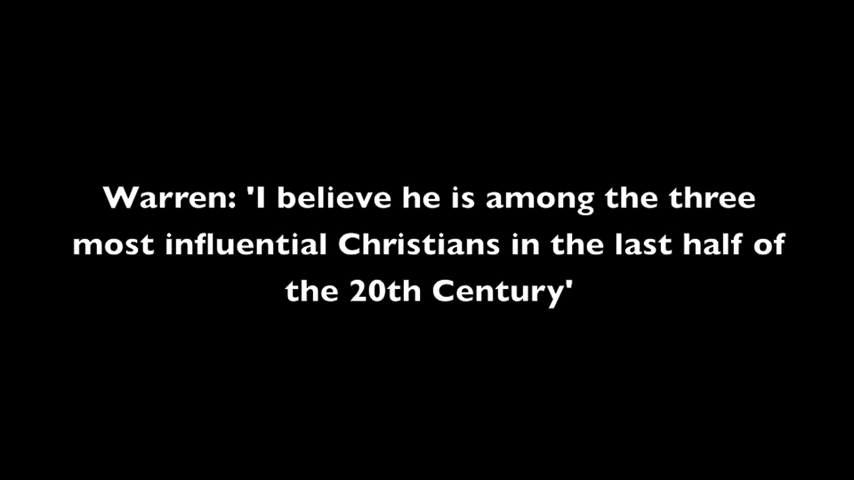 Warren: 'I believe he is among the three
most influential Christians in the last half of
the 20th Century'